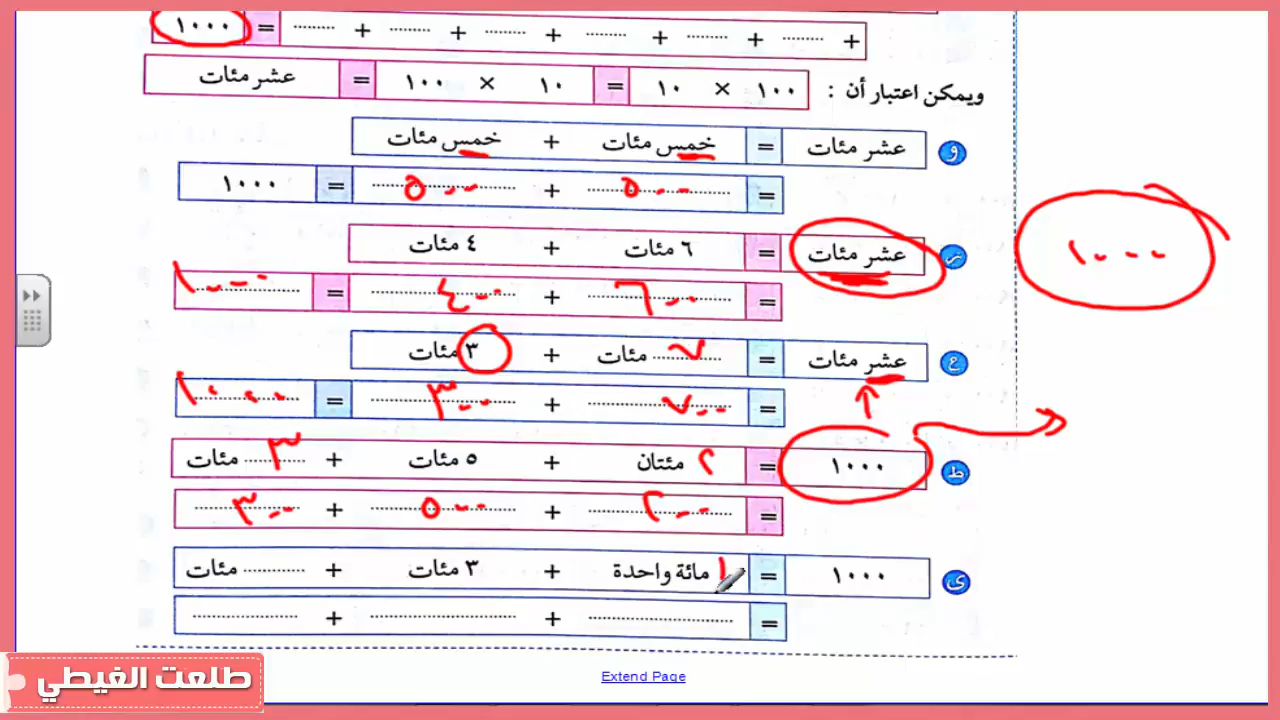 + ........ + ........ + ........ + ........ + ........ + ........ = ١٠٠٠
ويمكن اعتبار أن : ١٠٠ × ١٠ = ١٠ × ١٠٠ = عشر مئات
و عشر مئات = خمس مئات + خمس مئات
= ٥٠٠ + ٥٠٠ = ١٠٠٠
عشر مئات = ٦ مئات + ٤ مئات
١٠٠٠
= ٦٠٠ + ٤٠٠ = ١٠٠٠
ع عشر مئات = ٧ مئات + ٣ مئات
= ٧٠٠ + ٣٠٠ = ١٠٠٠
ط ١٠٠٠ = ٢ مئتان + ٥ مئات + ٣ مئات
= ٢٠٠ + ٥٠٠ + ٣٠٠
ى ١٠٠٠ = ١ مائة واحدة + ٣ مئات + ........ مئات
= ........ + ........ + ........
Extend Page
طلعت الغيطي